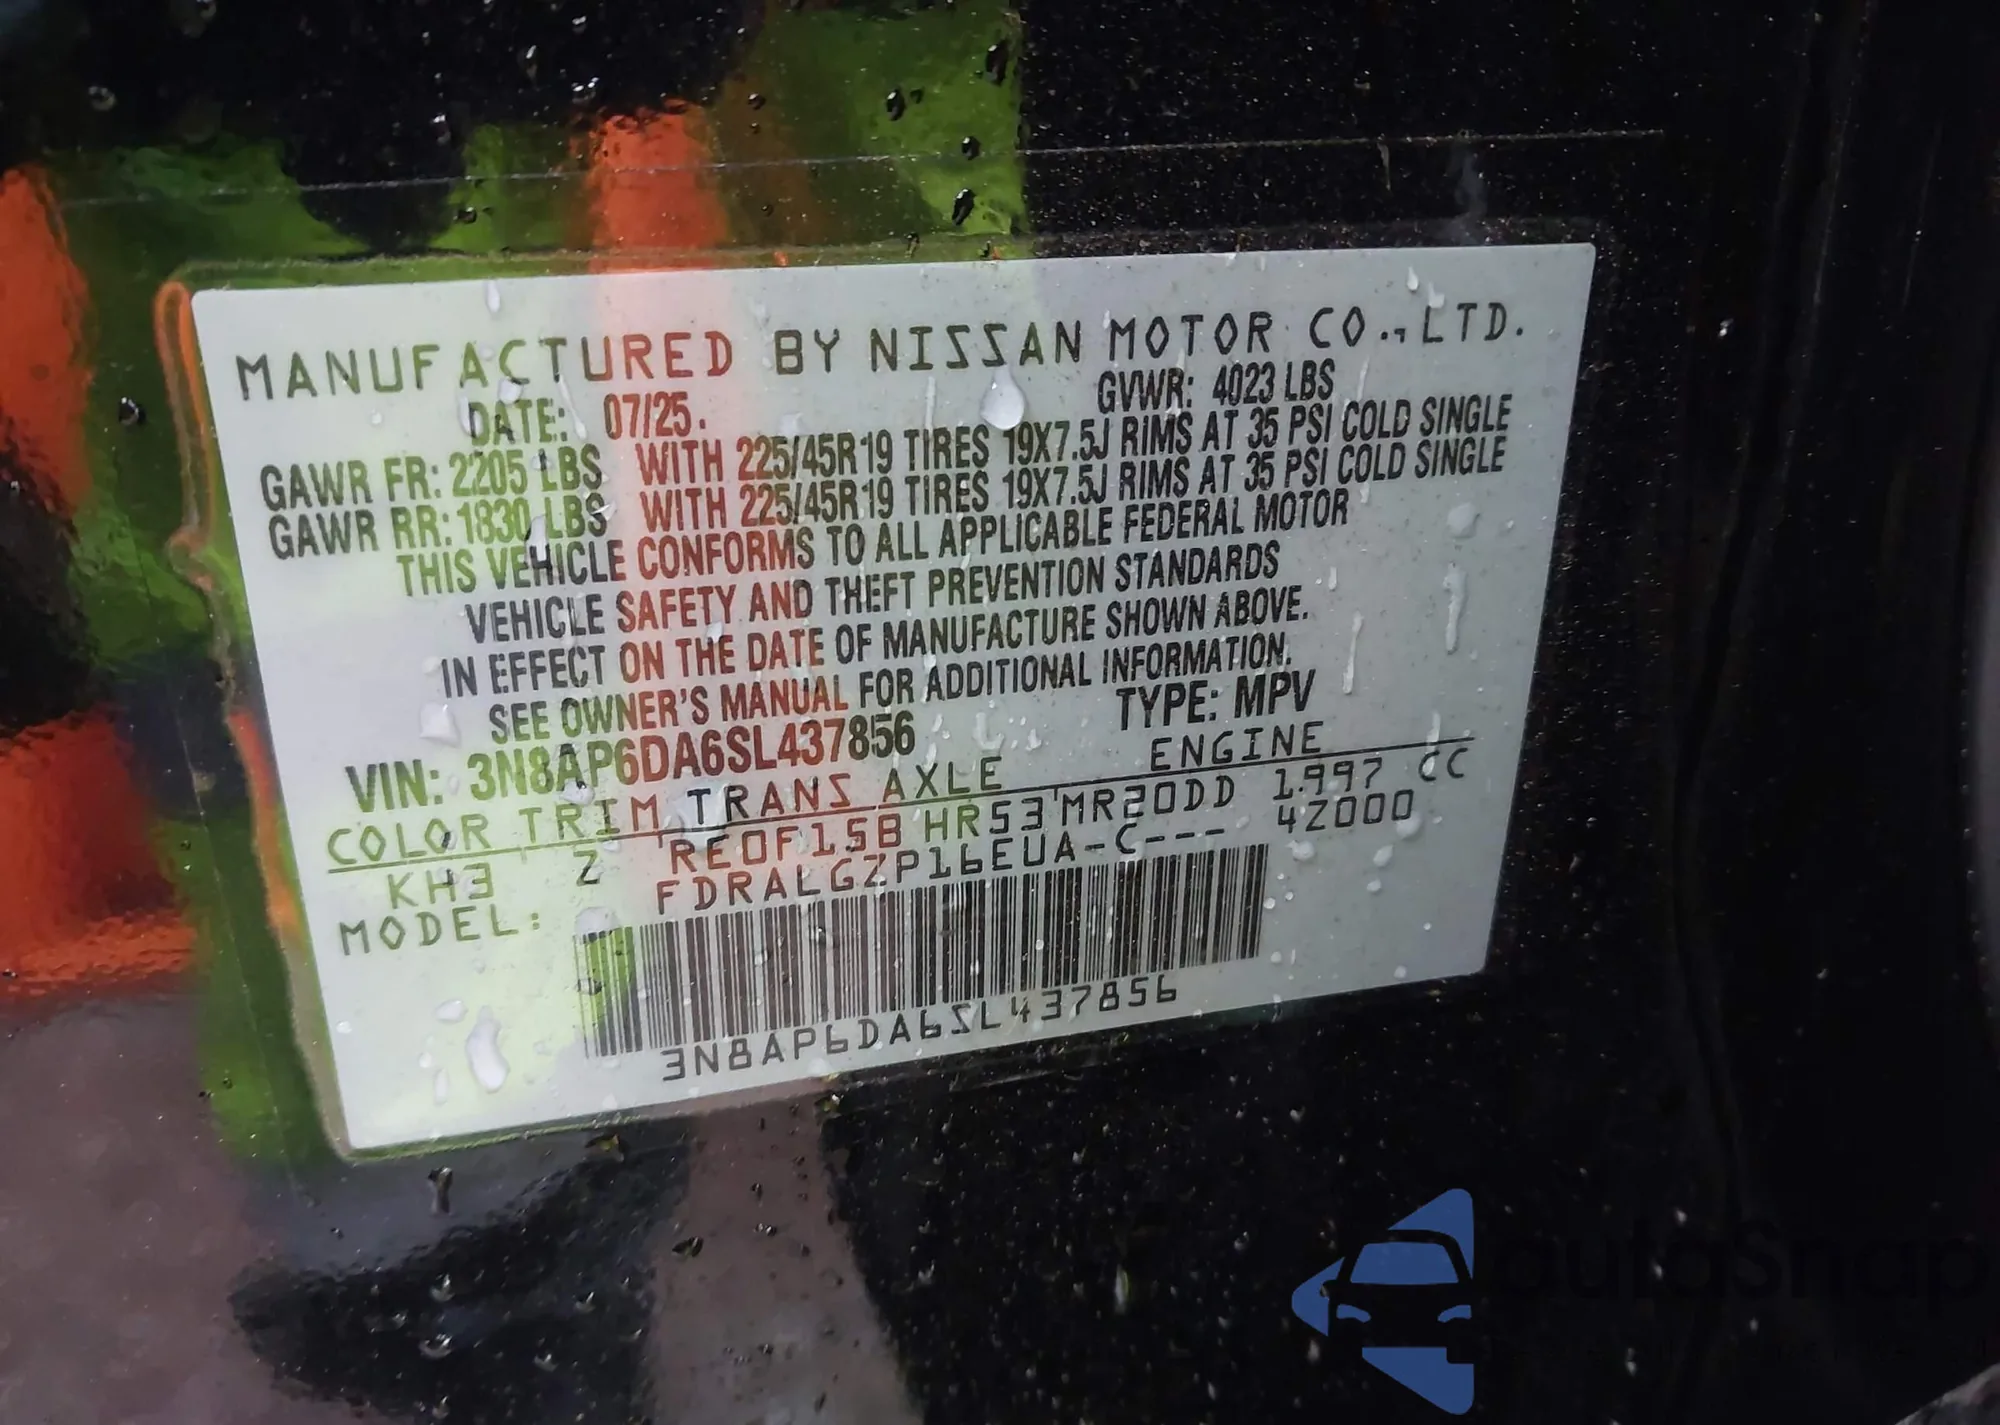 MANUFACTURED BY NISSAN MOTOR CO., LTD.
DATE: 07/25. GVWR: 4023 LBS
GAWR FR: 2205 LBS WITH 225/45R19 TIRES 19X7.5J RIMS AT 35 PSI COLD SINGLE
GAWR RR: 1830 LBS WITH 225/45R19 TIRES 19X7.5J RIMS AT 35 PSI COLD SINGLE
THIS VEHICLE CONFORMS TO ALL APPLICABLE FEDERAL MOTOR
VEHICLE SAFETY AND THEFT PREVENTION STANDARDS
IN EFFECT ON THE DATE OF MANUFACTURE SHOWN ABOVE.
SEE OWNER'S MANUAL FOR ADDITIONAL INFORMATION.
VIN: 3N8AP6DA6SL437856 TYPE: MPV
COLOR TRIM TRANS AXLE ENGINE
KH3 Z RE0F15B HR53 MR20DD 1.997 CC
MODEL: FDRALGZP16EUA-C--- 4Z000
3N8AP6DA6SL437856
autoSnap